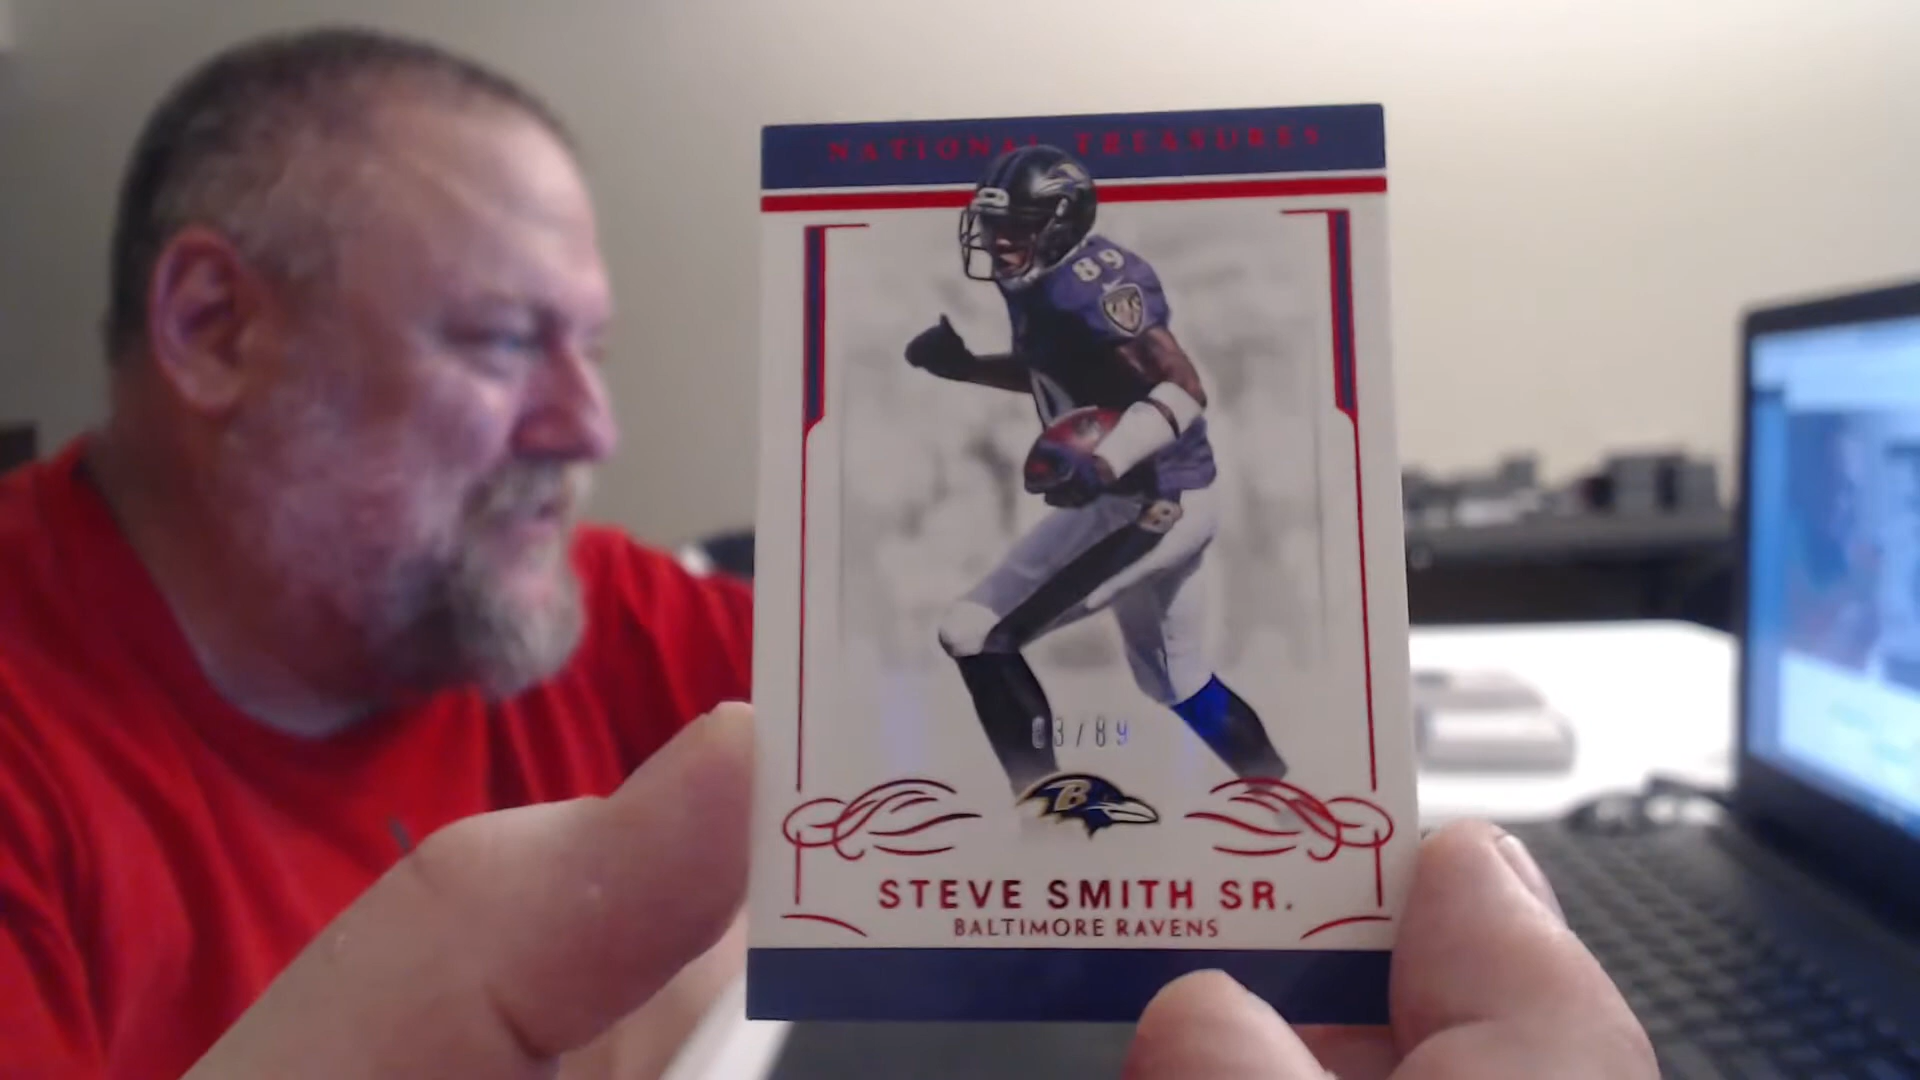 NATIONAL TREASURES
89
/89
B
B
STEVE SMITH SR.
BALTIMORE RAVENS